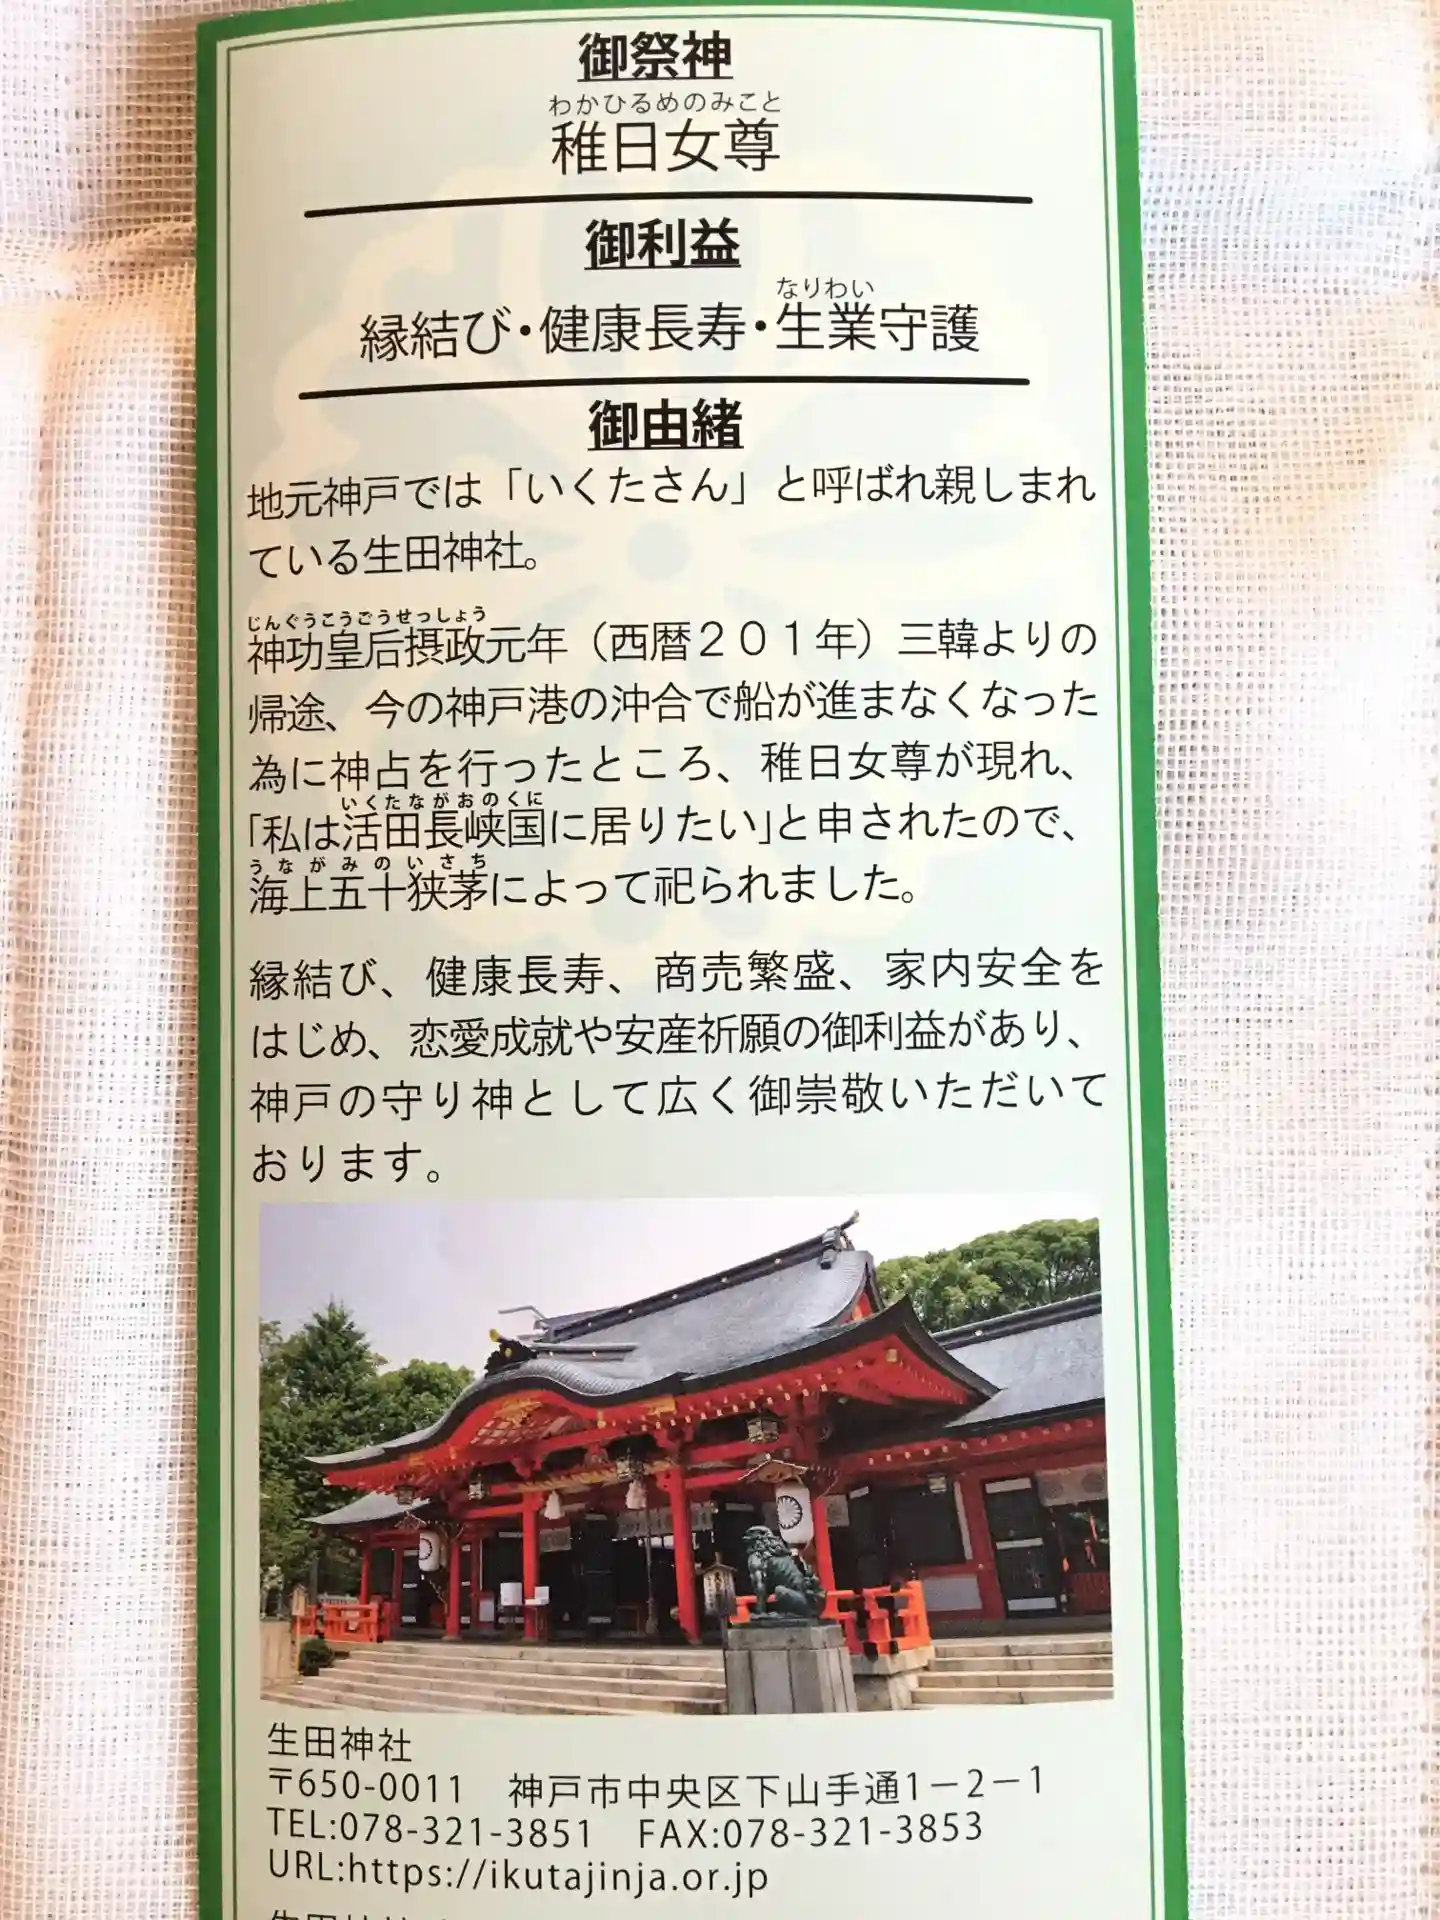 御祭神
わかひるめのみこと
稚日女尊
御利益
なりわい
縁結び・健康長寿・生業守護
御由緒
地元神戸では「いくたさん」と呼ばれ親しまれ
ている生田神社。
じんぐうこうごうせっしょう
神功皇后摂政元年（西暦２０１年）三韓よりの
帰途、今の神戸港の沖合で船が進まなくなった
為に神占を行ったところ、稚日女尊が現れ、
いくたながおのくに
「私は活田長峡国に居りたい」と申されたので、
うながみのいさち
海上五十狭茅によって祀られました。
縁結び、健康長寿、商売繁盛、家内安全を
はじめ、恋愛成就や安産祈願の御利益があり、
神戸の守り神として広く御崇敬いただいて
おります。
生田神社
〒650-0011　神戸市中央区下山手通1－2－1
TEL:078-321-3851　FAX:078-321-3853
URL:https://ikutajinja.or.jp